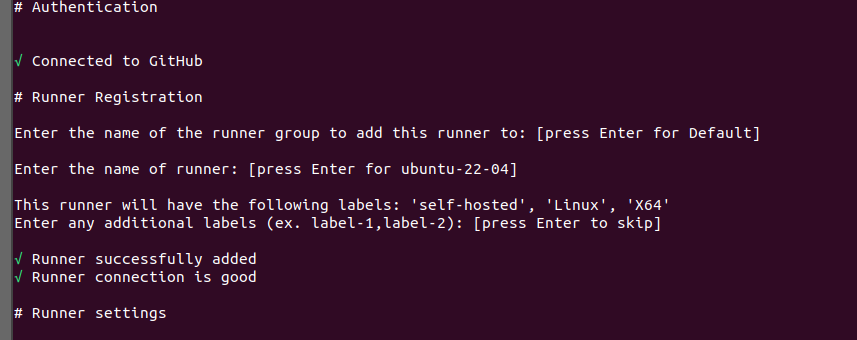 # Authentication
√ Connected to GitHub
# Runner Registration
Enter the name of the runner group to add this runner to: [press Enter for Default]
Enter the name of runner: [press Enter for ubuntu-22-04]
This runner will have the following labels: 'self-hosted', 'Linux', 'X64'
Enter any additional labels (ex. label-1,label-2): [press Enter to skip]
√ Runner successfully added
√ Runner connection is good
# Runner settings